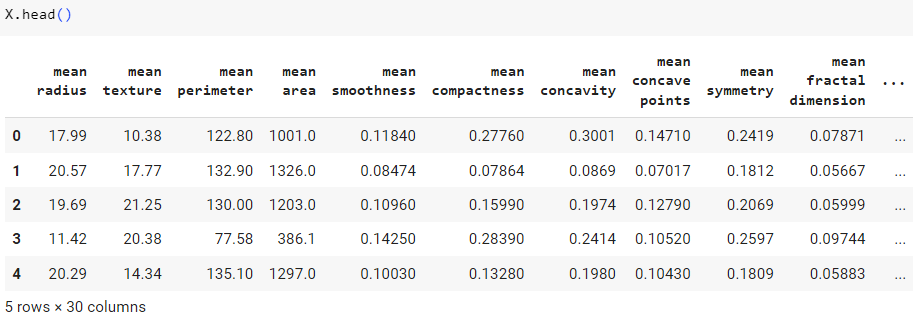 X.head()
mean radius mean texture mean perimeter mean area mean smoothness mean compactness mean concavity mean concave points mean symmetry mean fractal dimension ...
0 17.99 10.38 122.80 1001.0 0.11840 0.27760 0.3001 0.14710 0.2419 0.07871 ...
1 20.57 17.77 132.90 1326.0 0.08474 0.07864 0.0869 0.07017 0.1812 0.05667 ...
2 19.69 21.25 130.00 1203.0 0.10960 0.15990 0.1974 0.12790 0.2069 0.05999 ...
3 11.42 20.38 77.58 386.1 0.14250 0.28390 0.2414 0.10520 0.2597 0.09744 ...
4 20.29 14.34 135.10 1297.0 0.10030 0.13280 0.1980 0.10430 0.1809 0.05883 ...
5 rows × 30 columns